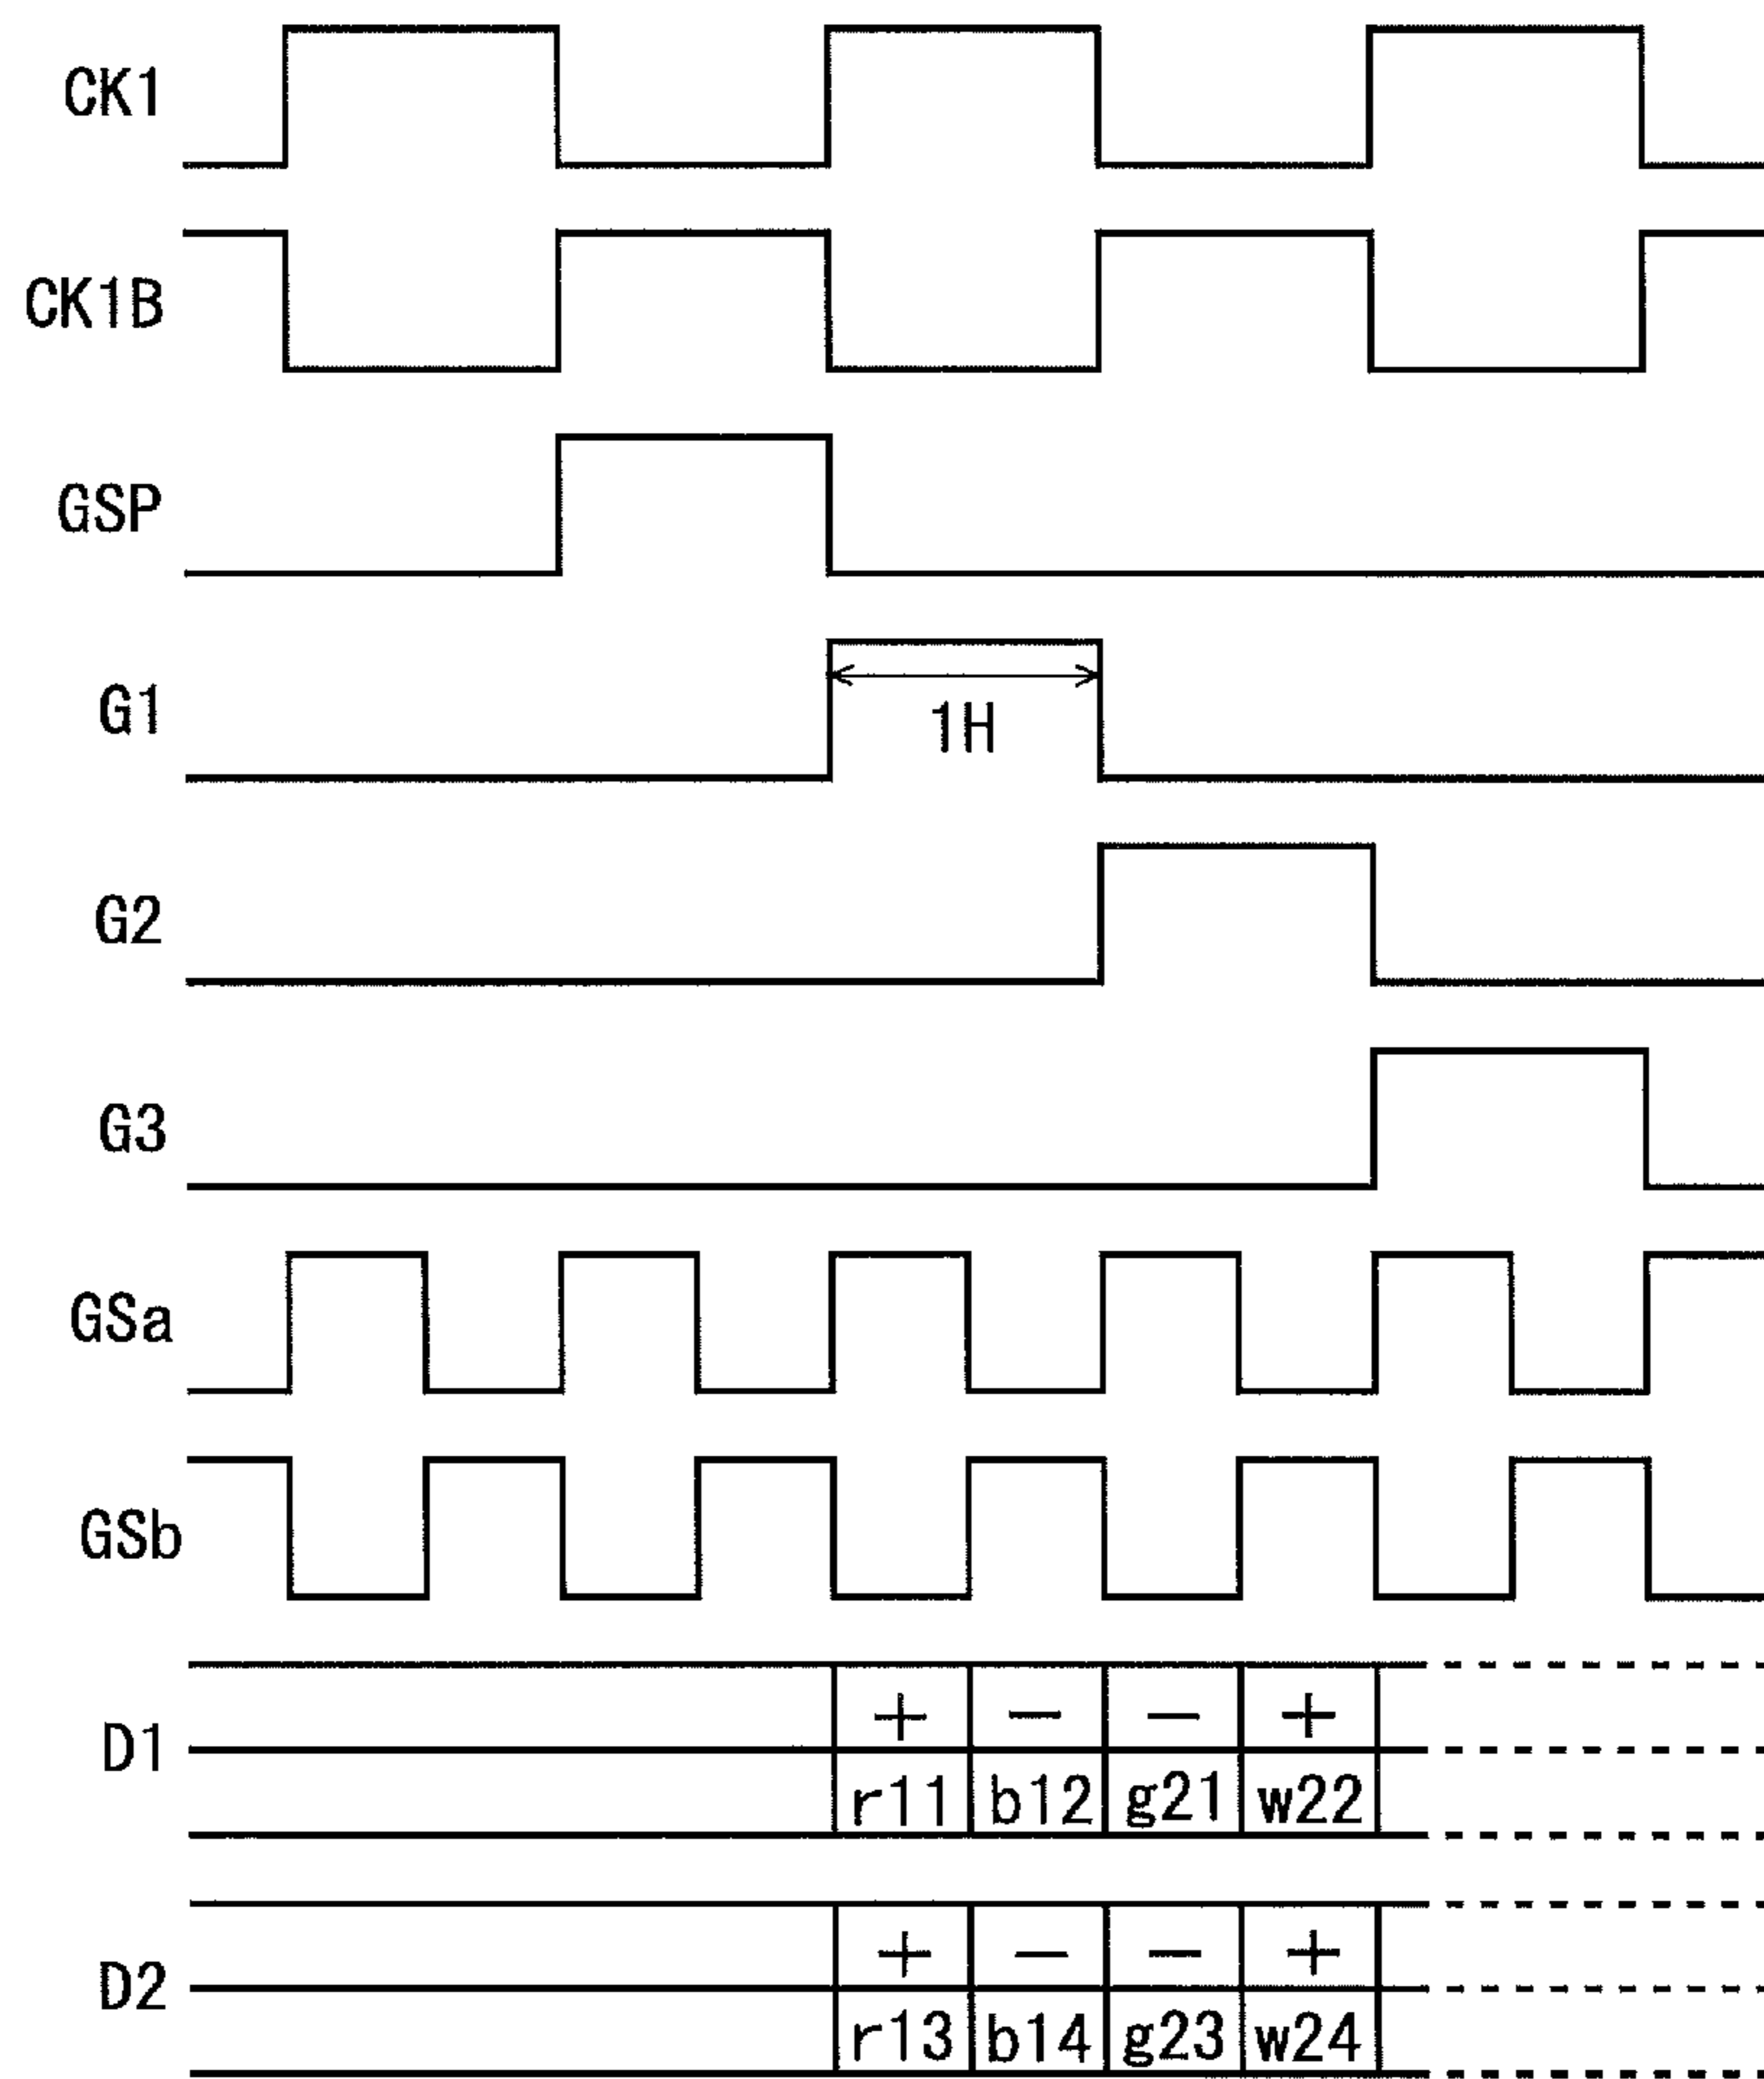 CK1
CK1B
GSP
G1
1H
G2
G3
GSa
GSb
D1
+ − − +
r11 b12 g21 w22
D2
+ − − +
r13 b14 g23 w24